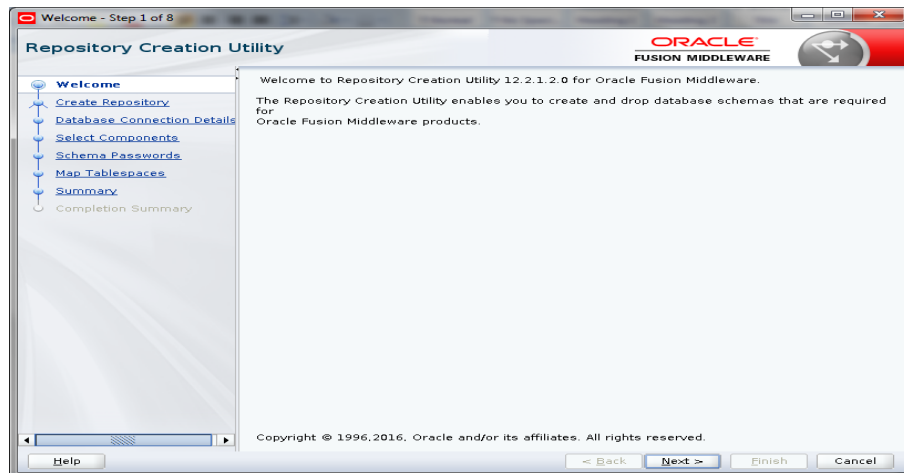 Welcome - Step 1 of 8
Repository Creation Utility
ORACLE
FUSION MIDDLEWARE
Welcome
Create Repository
Database Connection Details
Select Components
Schema Passwords
Map Tablespaces
Summary
Completion Summary
Welcome to Repository Creation Utility 12.2.1.2.0 for Oracle Fusion Middleware.
The Repository Creation Utility enables you to create and drop database schemas that are required
for
Oracle Fusion Middleware products.
Copyright © 1996,2016, Oracle and/or its affiliates. All rights reserved.
Help
< Back
Next >
Finish
Cancel